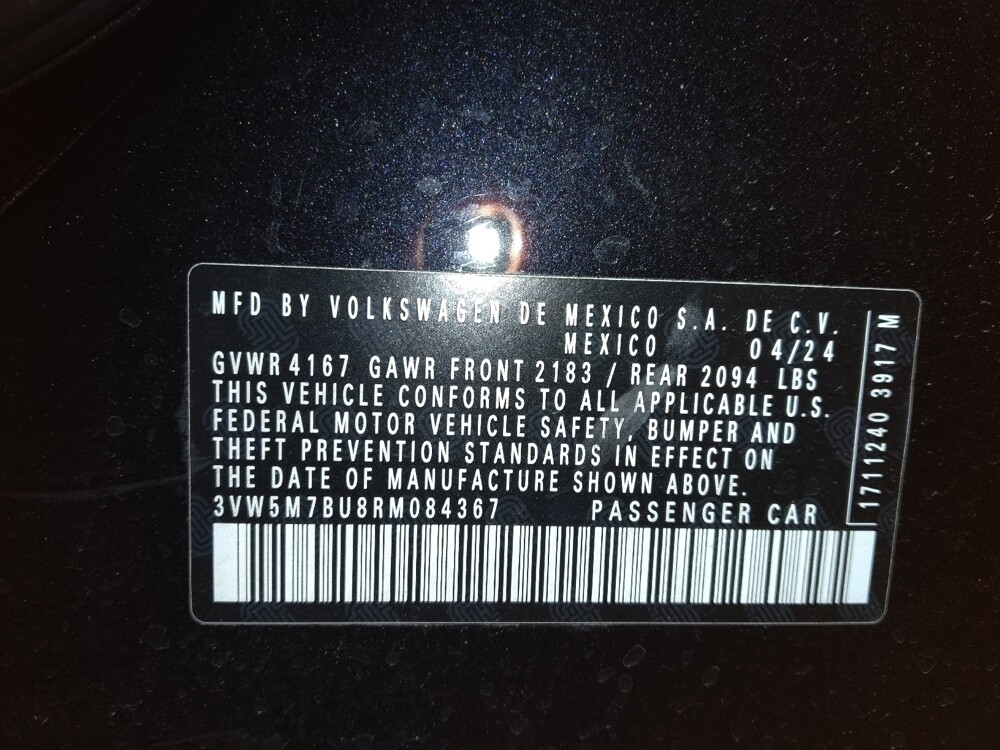 MFD BY VOLKSWAGEN DE MEXICO S.A. DE C.V.
MEXICO 04/24
GVWR 4167 GAWR FRONT 2183 / REAR 2094 LBS
THIS VEHICLE CONFORMS TO ALL APPLICABLE U.S.
FEDERAL MOTOR VEHICLE SAFETY, BUMPER AND
THEFT PREVENTION STANDARDS IN EFFECT ON
THE DATE OF MANUFACTURE SHOWN ABOVE.
3VW5M7BU8RM084367 PASSENGER CAR
1711240 3917 M